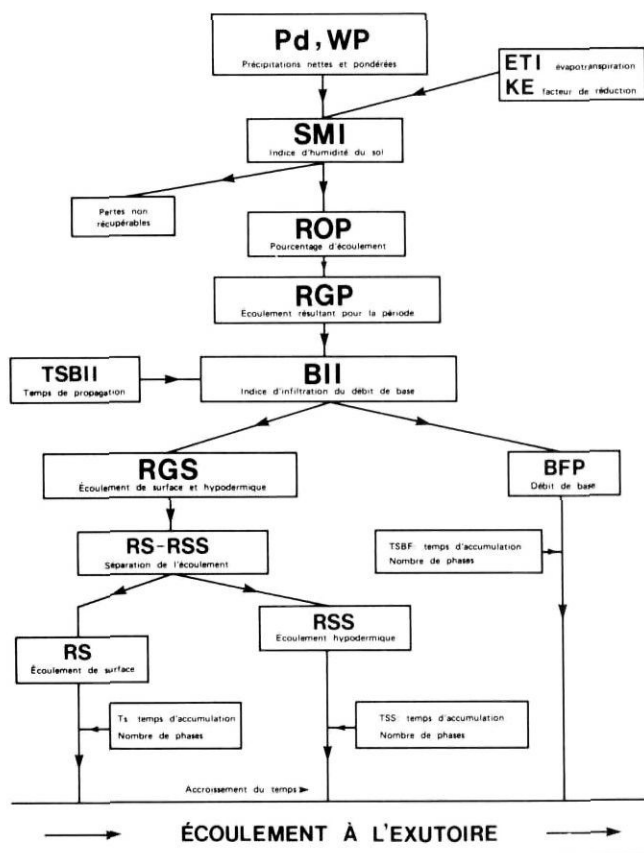 Pd, WP
Précipitations nettes et pondérées
ETI évapotranspiration
KE facteur de réduction
SMI
Indice d'humidité du sol
Pertes non
récupérables
ROP
Pourcentage d'écoulement
RGP
Écoulement résultant pour la période
TSBII
Temps de propagation
BII
Indice d'infiltration du débit de base
RGS
Écoulement de surface et hypodermique
BFP
Débit de base
RS-RSS
Séparation de l'écoulement
TSBF temps d'accumulation
Nombre de phases
RS
Écoulement de surface
RSS
Ecoulement hypodermique
Ts temps d'accumulation
Nombre de phases
TSS temps d'accumulation
Nombre de phases
Accroissement du temps
ÉCOULEMENT À L'EXUTOIRE